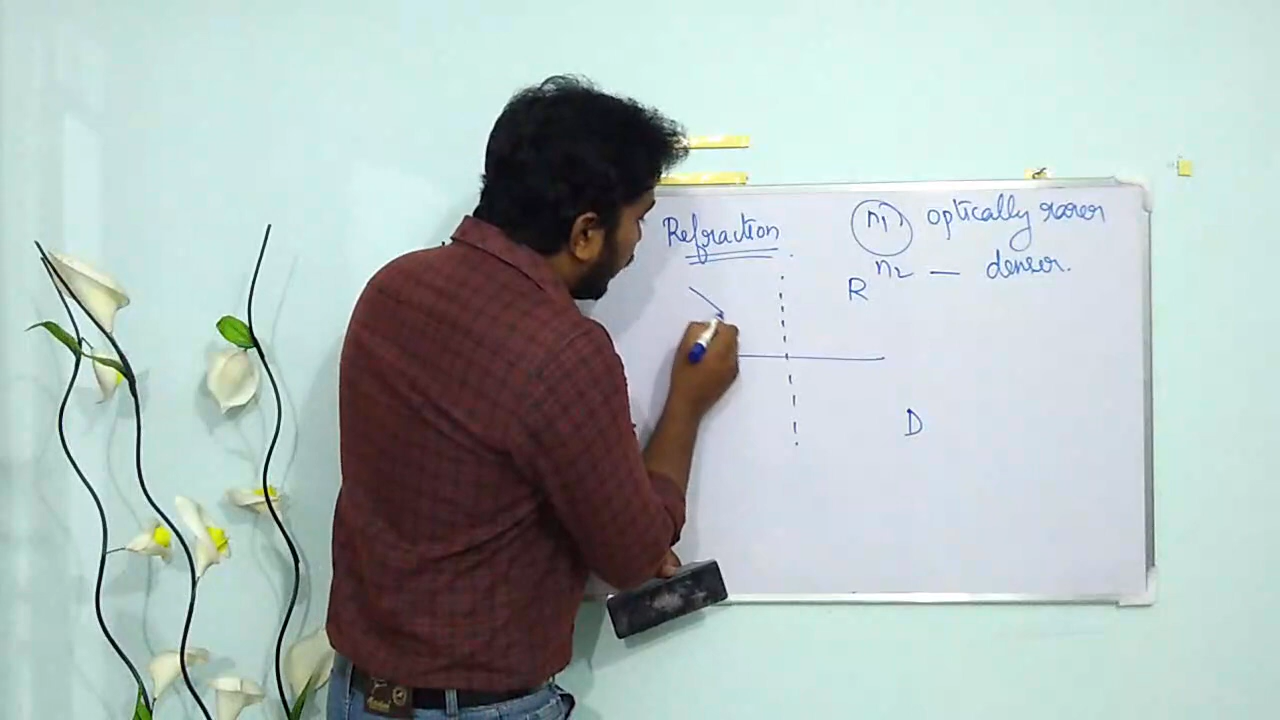 Refraction
n1 optically rarer
n2 — denser.
R
D